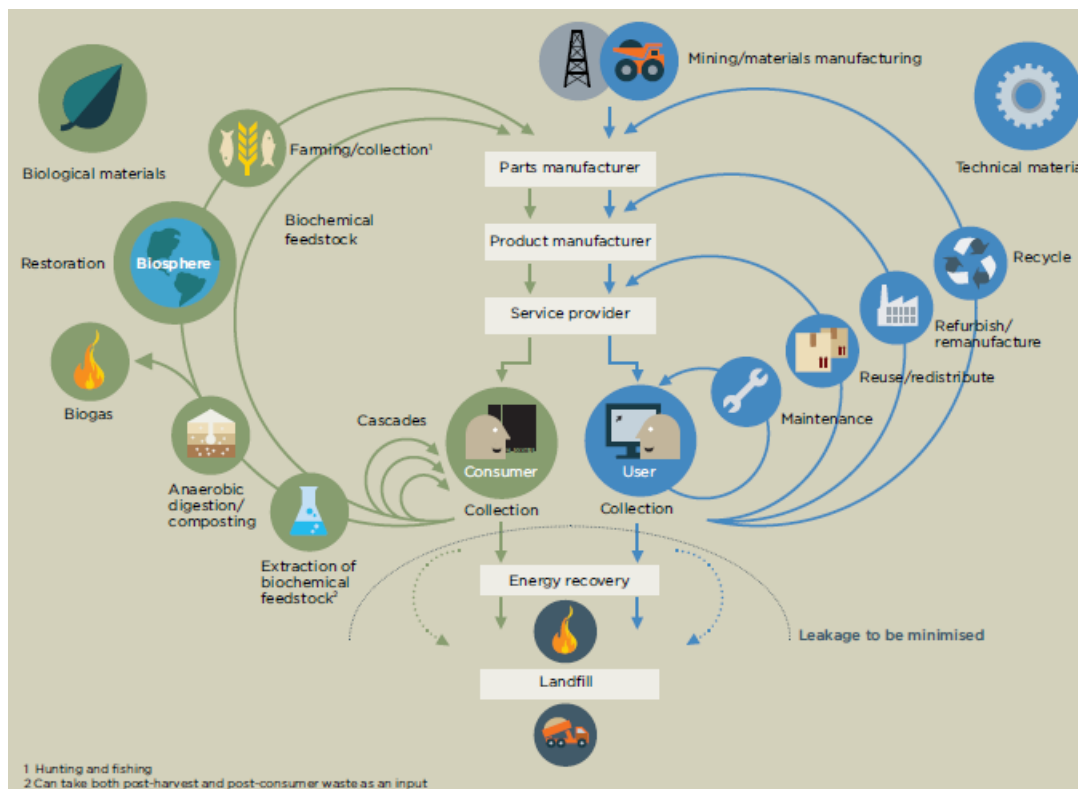 Mining/materials manufacturing
Biological materials
Farming/collection¹
Technical materia
Parts manufacturer
Biochemical
feedstock
Product manufacturer
Restoration
Biosphere
Recycle
Service provider
Refurbish/
remanufacture
Biogas
Reuse/redistribute
Cascades
Maintenance
Consumer
User
Anaerobic
digestion/
composting
Collection
Collection
Extraction of
biochemical
feedstock²
Energy recovery
Leakage to be minimised
Landfill
1 Hunting and fishing
2 Can take both post-harvest and post-consumer waste as an input